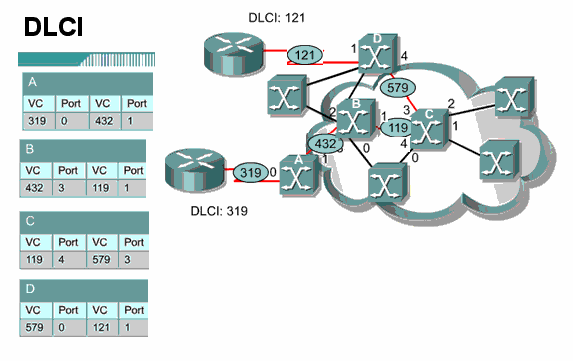 DLCI
A
VC Port VC Port
319 0 432 1
B
VC Port VC Port
432 3 119 1
C
VC Port VC Port
119 4 579 3
D
VC Port VC Port
579 0 121 1
DLCI: 121
D
1
121
4
579
B
2
1
3
C
2
119
1
432
0
4
0
A
1
319
0
DLCI: 319